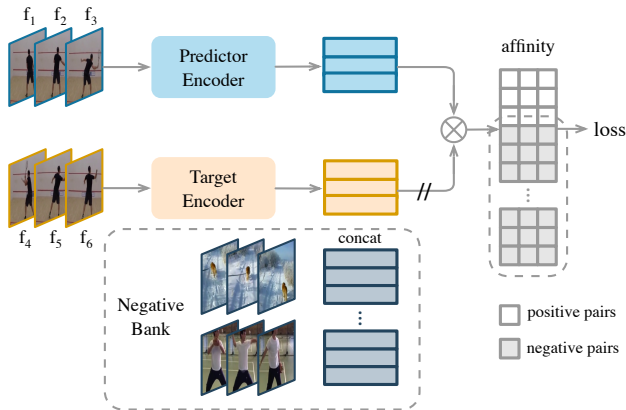 f1 f2 f3
Predictor
Encoder
affinity
loss
Target
Encoder
//
f4 f5 f6
concat
Negative
Bank
positive pairs
negative pairs